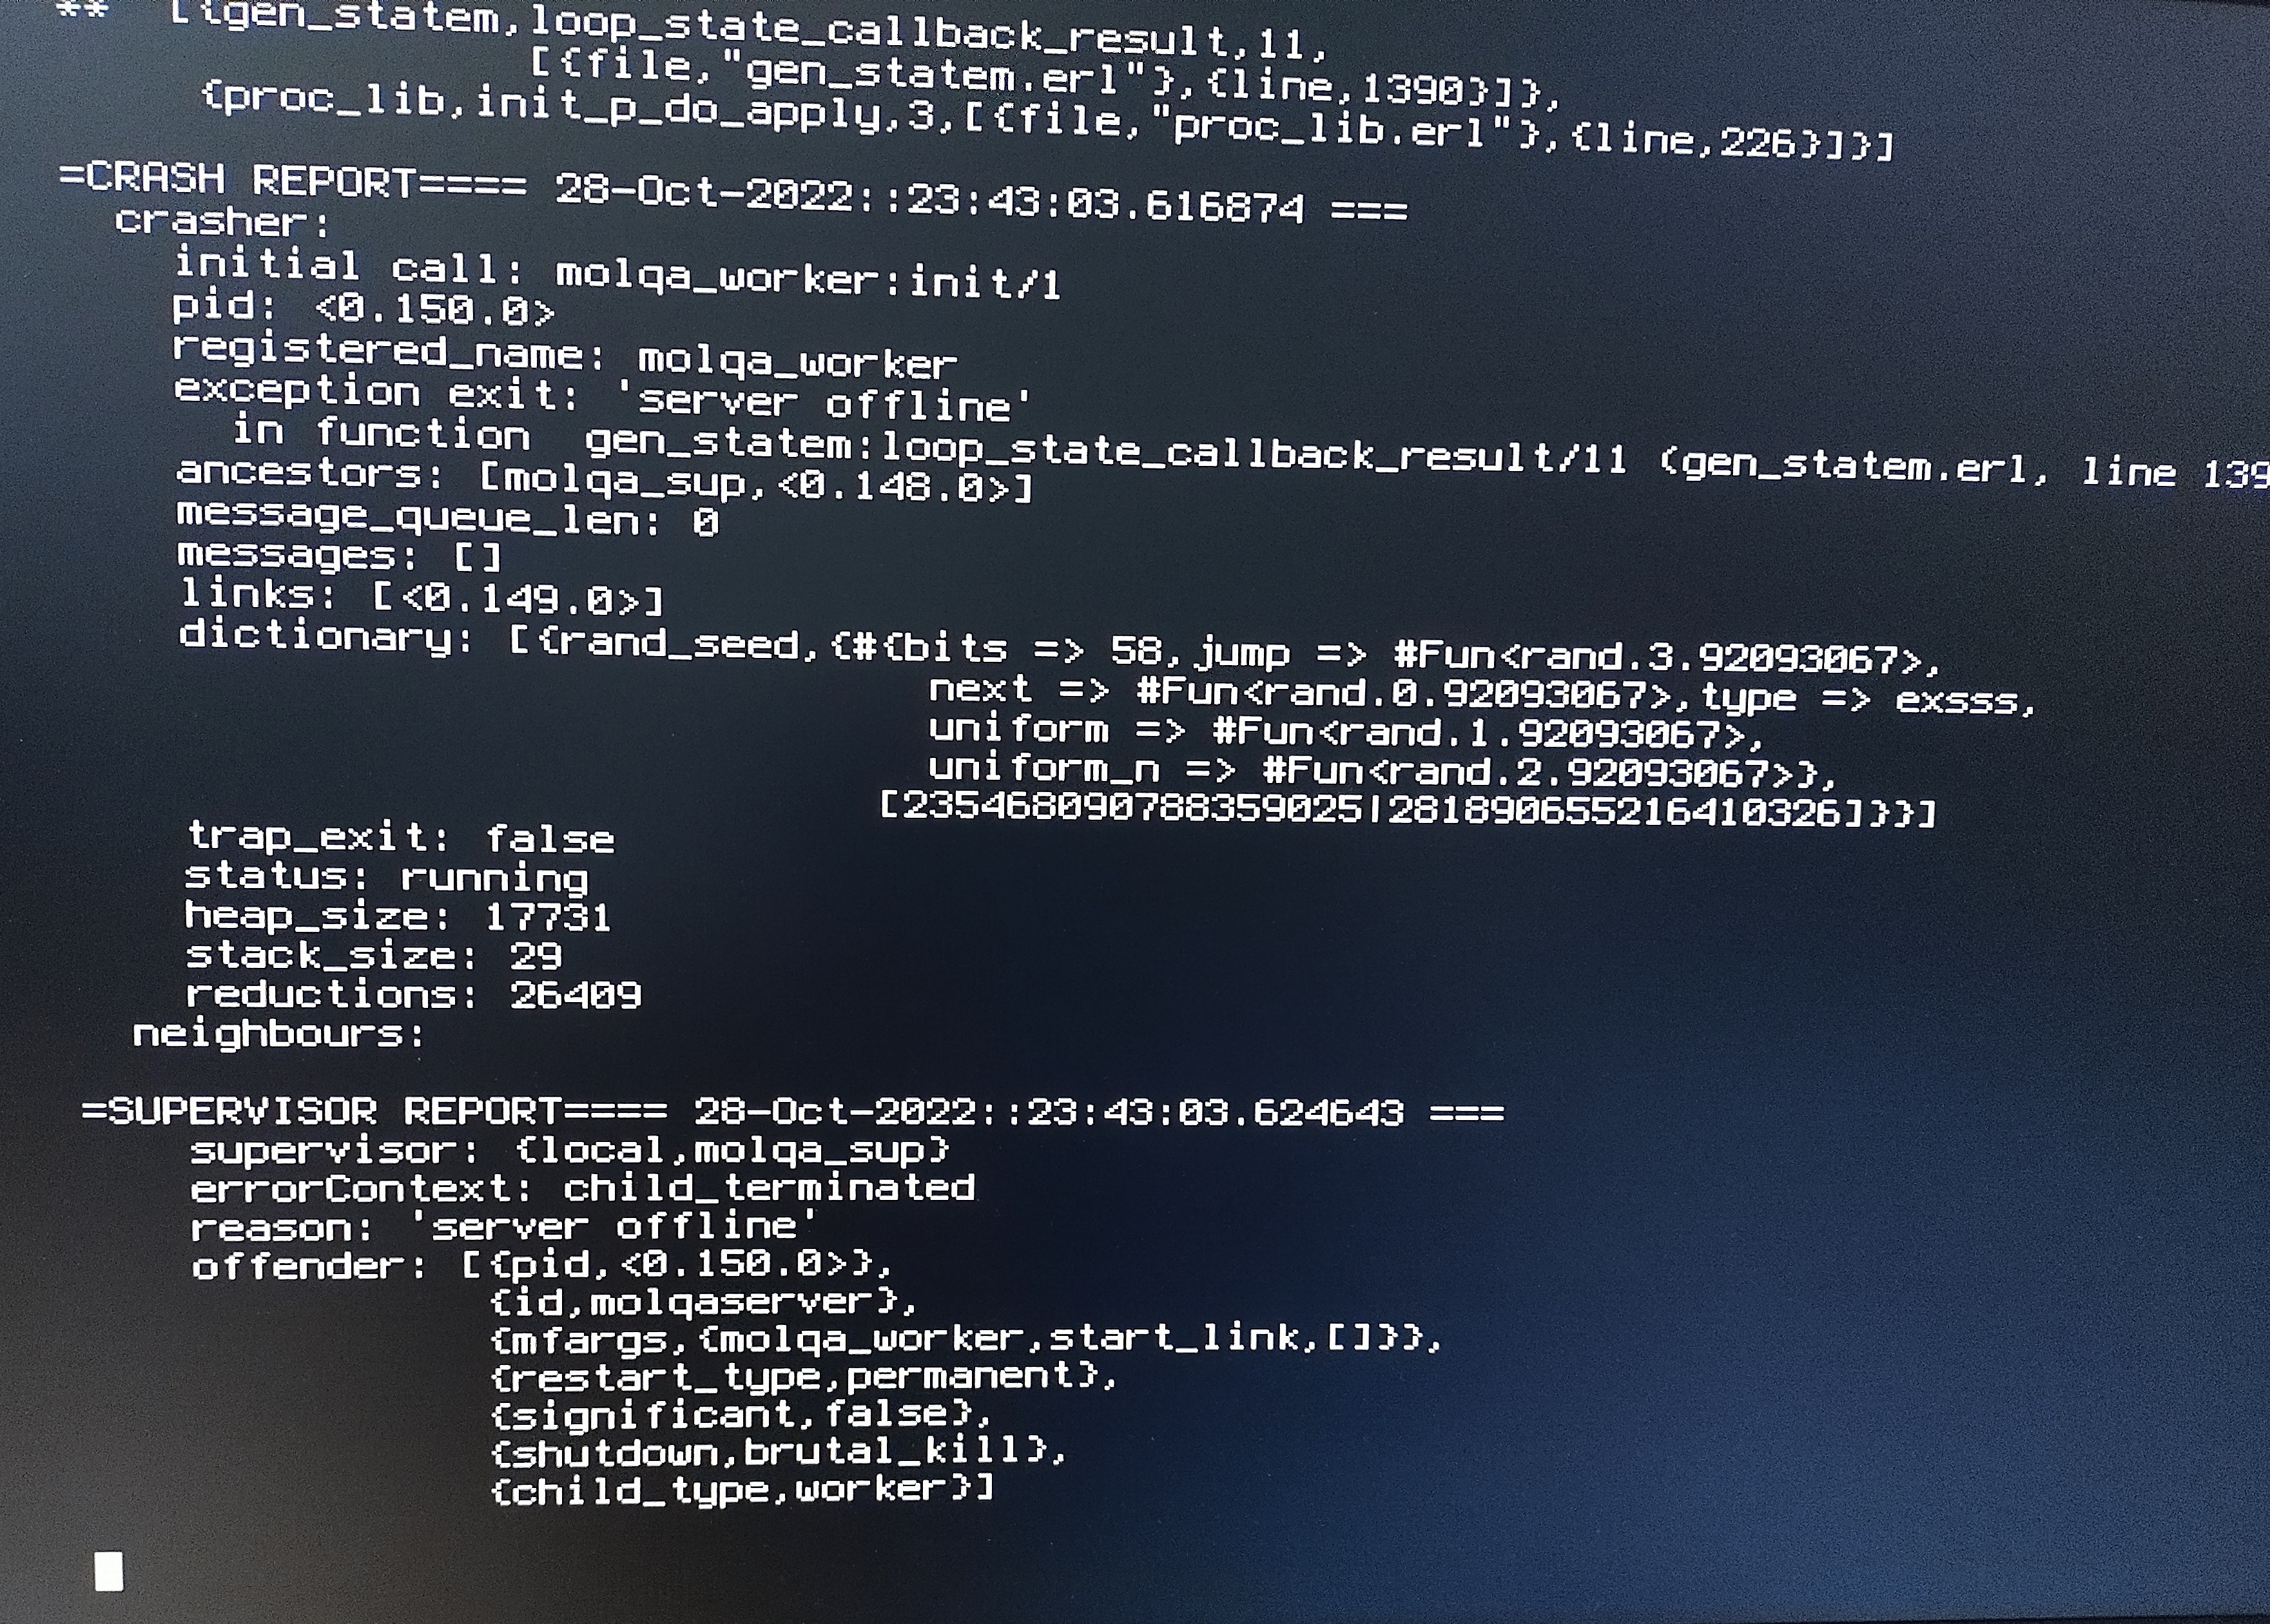 ** [{gen_statem,loop_state_callback_result,11,
[{file,"gen_statem.erl"},{line,1390}]},
{proc_lib,init_p_do_apply,3,[{file,"proc_lib.erl"},{line,226}]}]
=CRASH REPORT==== 28-Oct-2022::23:43:03.616874 ===
crasher:
initial call: molqa_worker:init/1
pid: <0.150.0>
registered_name: molqa_worker
exception exit: 'server offline'
in function  gen_statem:loop_state_callback_result/11 (gen_statem.erl, line 139
ancestors: [molqa_sup,<0.148.0>]
message_queue_len: 0
messages: []
links: [<0.149.0>]
dictionary: [{rand_seed,{#{bits => 58,jump => #Fun<rand.3.92093067>,
next => #Fun<rand.0.92093067>,type => exsss,
uniform => #Fun<rand.1.92093067>,
uniform_n => #Fun<rand.2.92093067>},
[235468090788359025|281890655216410326]}}]
trap_exit: false
status: running
heap_size: 17731
stack_size: 29
reductions: 26409
neighbours:
=SUPERVISOR REPORT==== 28-Oct-2022::23:43:03.624643 ===
supervisor: {local,molqa_sup}
errorContext: child_terminated
reason: 'server offline'
offender: [{pid,<0.150.0>},
{id,molqaserver},
{mfargs,{molqa_worker,start_link,[]}},
{restart_type,permanent},
{significant,false},
{shutdown,brutal_kill},
{child_type,worker}]